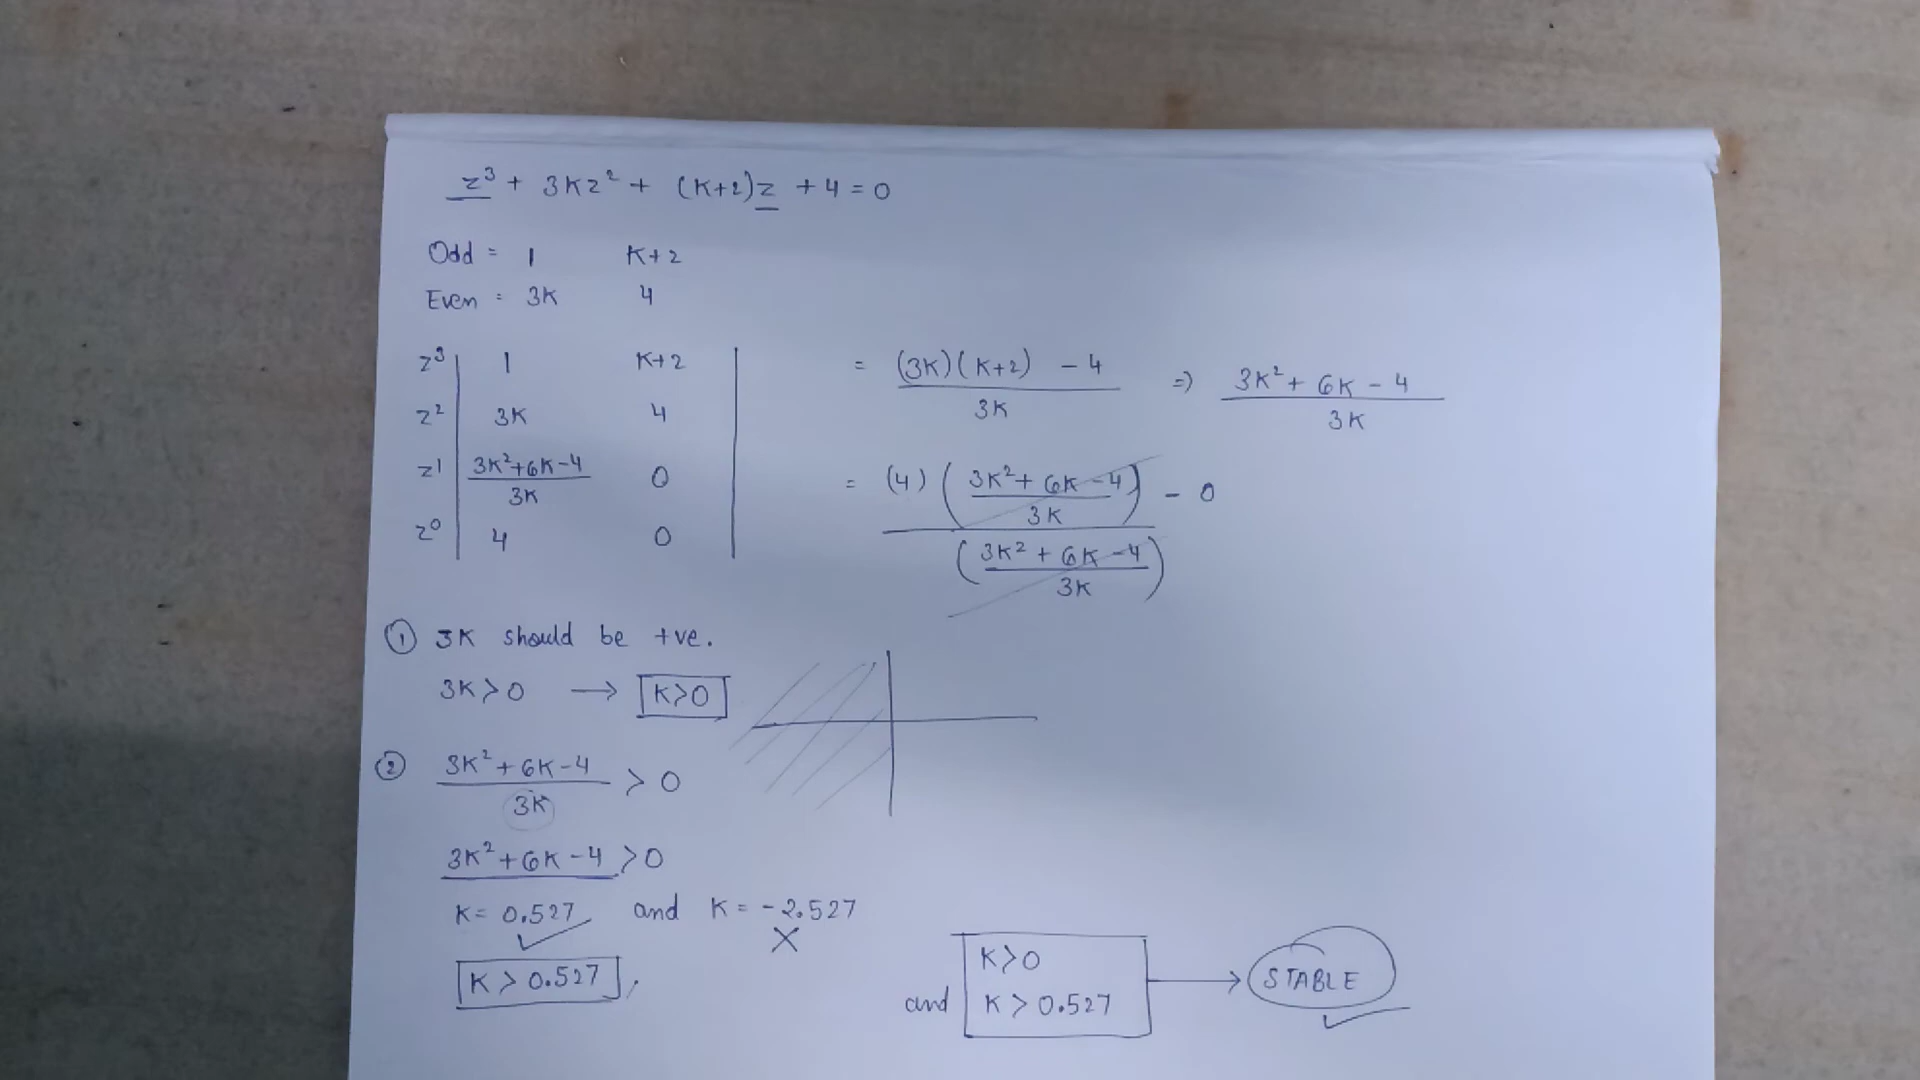 z³ + 3Kz² + (K+2)z + 4 = 0
Odd = 1 K+2
Even = 3K 4
z³ 1 K+2
z² 3K 4
z¹ (3K²+6K-4)/3K 0
z⁰ 4 0
= ((3K)(K+2) - 4)/3K ⇒ (3K² + 6K - 4)/3K
= ((4)((3K² + 6K - 4)/3K) - 0)/((3K² + 6K - 4)/3K)
① 3K should be +ve.
3K > 0 → K>0
② (3K² + 6K - 4)/3K > 0
3K² + 6K - 4 > 0
K = 0.527 and K = -2.527
K > 0.527
K>0
and K > 0.527 → STABLE